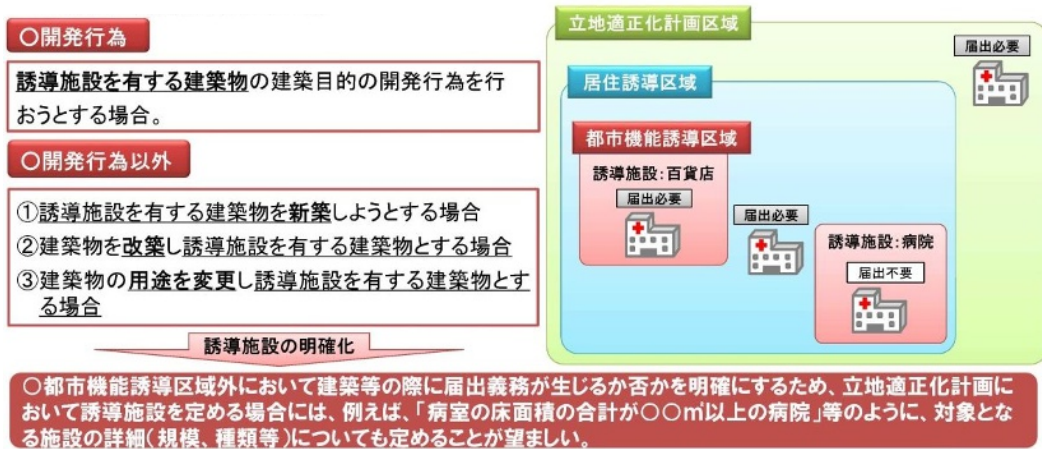 〇開発行為
誘導施設を有する建築物の建築目的の開発行為を行
おうとする場合。
〇開発行為以外
①誘導施設を有する建築物を新築しようとする場合
②建築物を改築し誘導施設を有する建築物とする場合
③建築物の用途を変更し誘導施設を有する建築物とす
る場合
立地適正化計画区域
届出必要
居住誘導区域
都市機能誘導区域
誘導施設:百貨店
届出必要
届出必要
誘導施設:病院
届出不要
誘導施設の明確化
〇都市機能誘導区域外において建築等の際に届出義務が生じるか否かを明確にするため、立地適正化計画に
おいて誘導施設を定める場合には、例えば、「病室の床面積の合計が〇〇㎡以上の病院」等のように、対象とな
る施設の詳細(規模、種類等)についても定めることが望ましい。